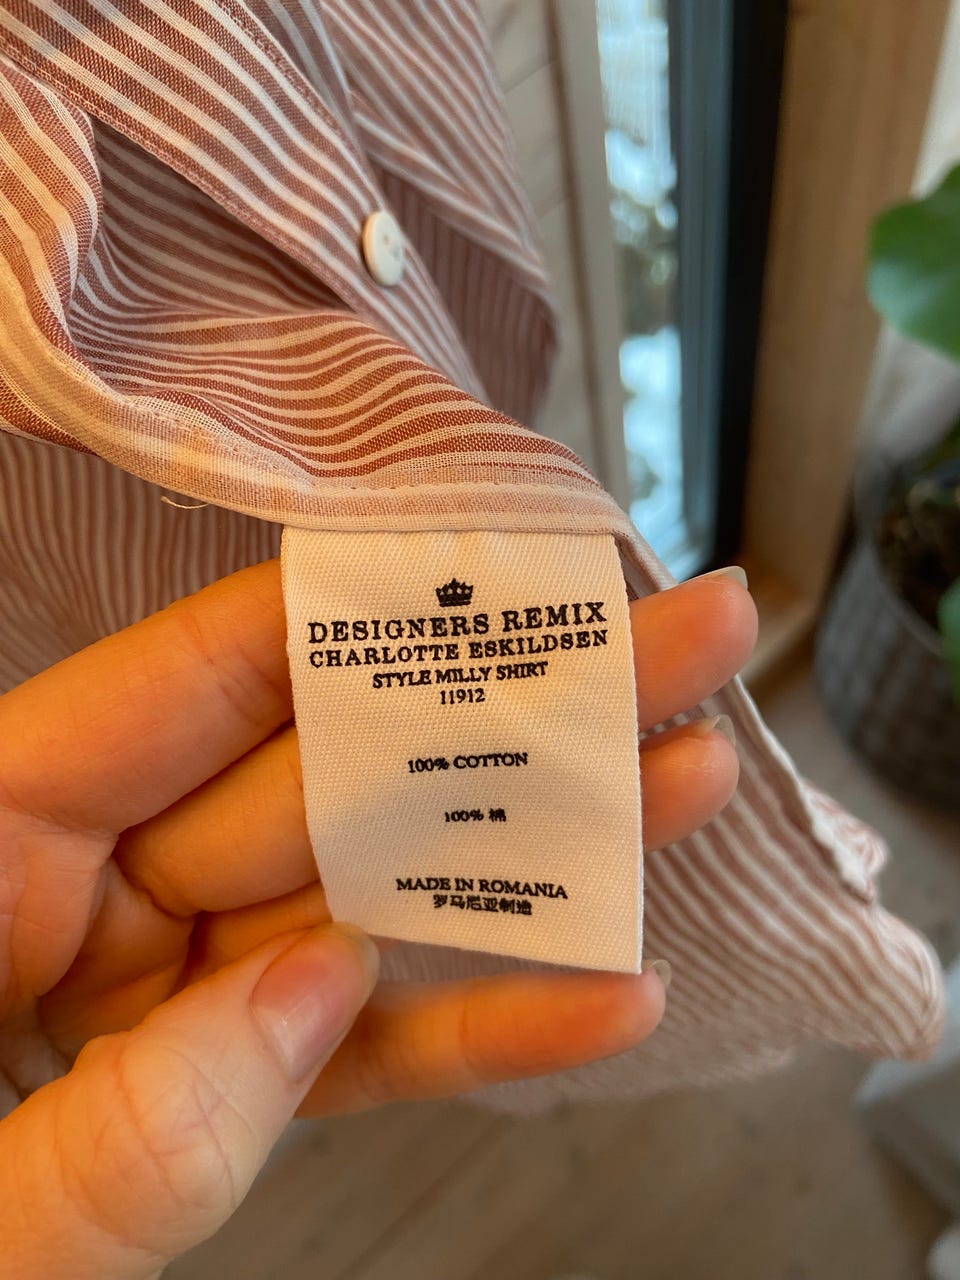 DESIGNERS REMIX
CHARLOTTE ESKILDSEN
STYLE MILLY SHIRT
11912
100% COTTON
100% 棉
MADE IN ROMANIA
罗马尼亚制造